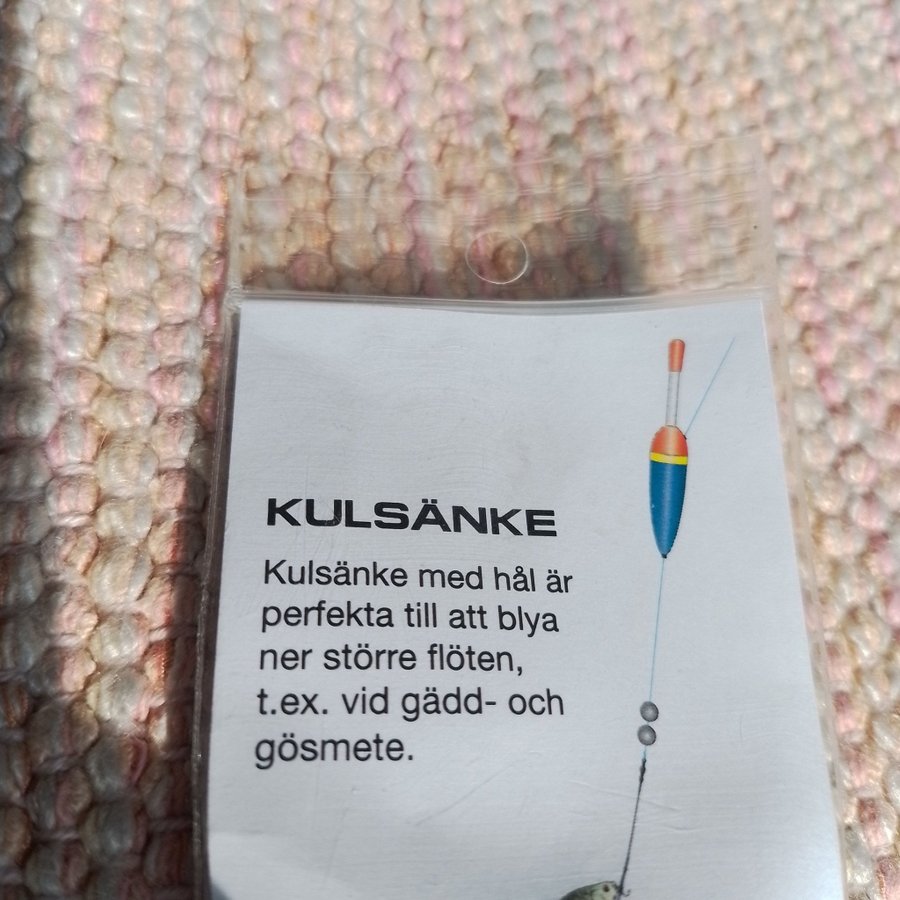 KULSÄNKE
Kulsänke med hål är
perfekta till att blya
ner större flöten,
t.ex. vid gädd- och
gösmete.